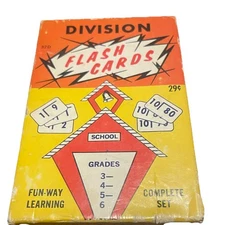 DIVISION
FLASH
CARDS
29¢
SCHOOL
GRADES
3—
4—
5—
6
FUN-WAY
LEARNING
COMPLETE
SET